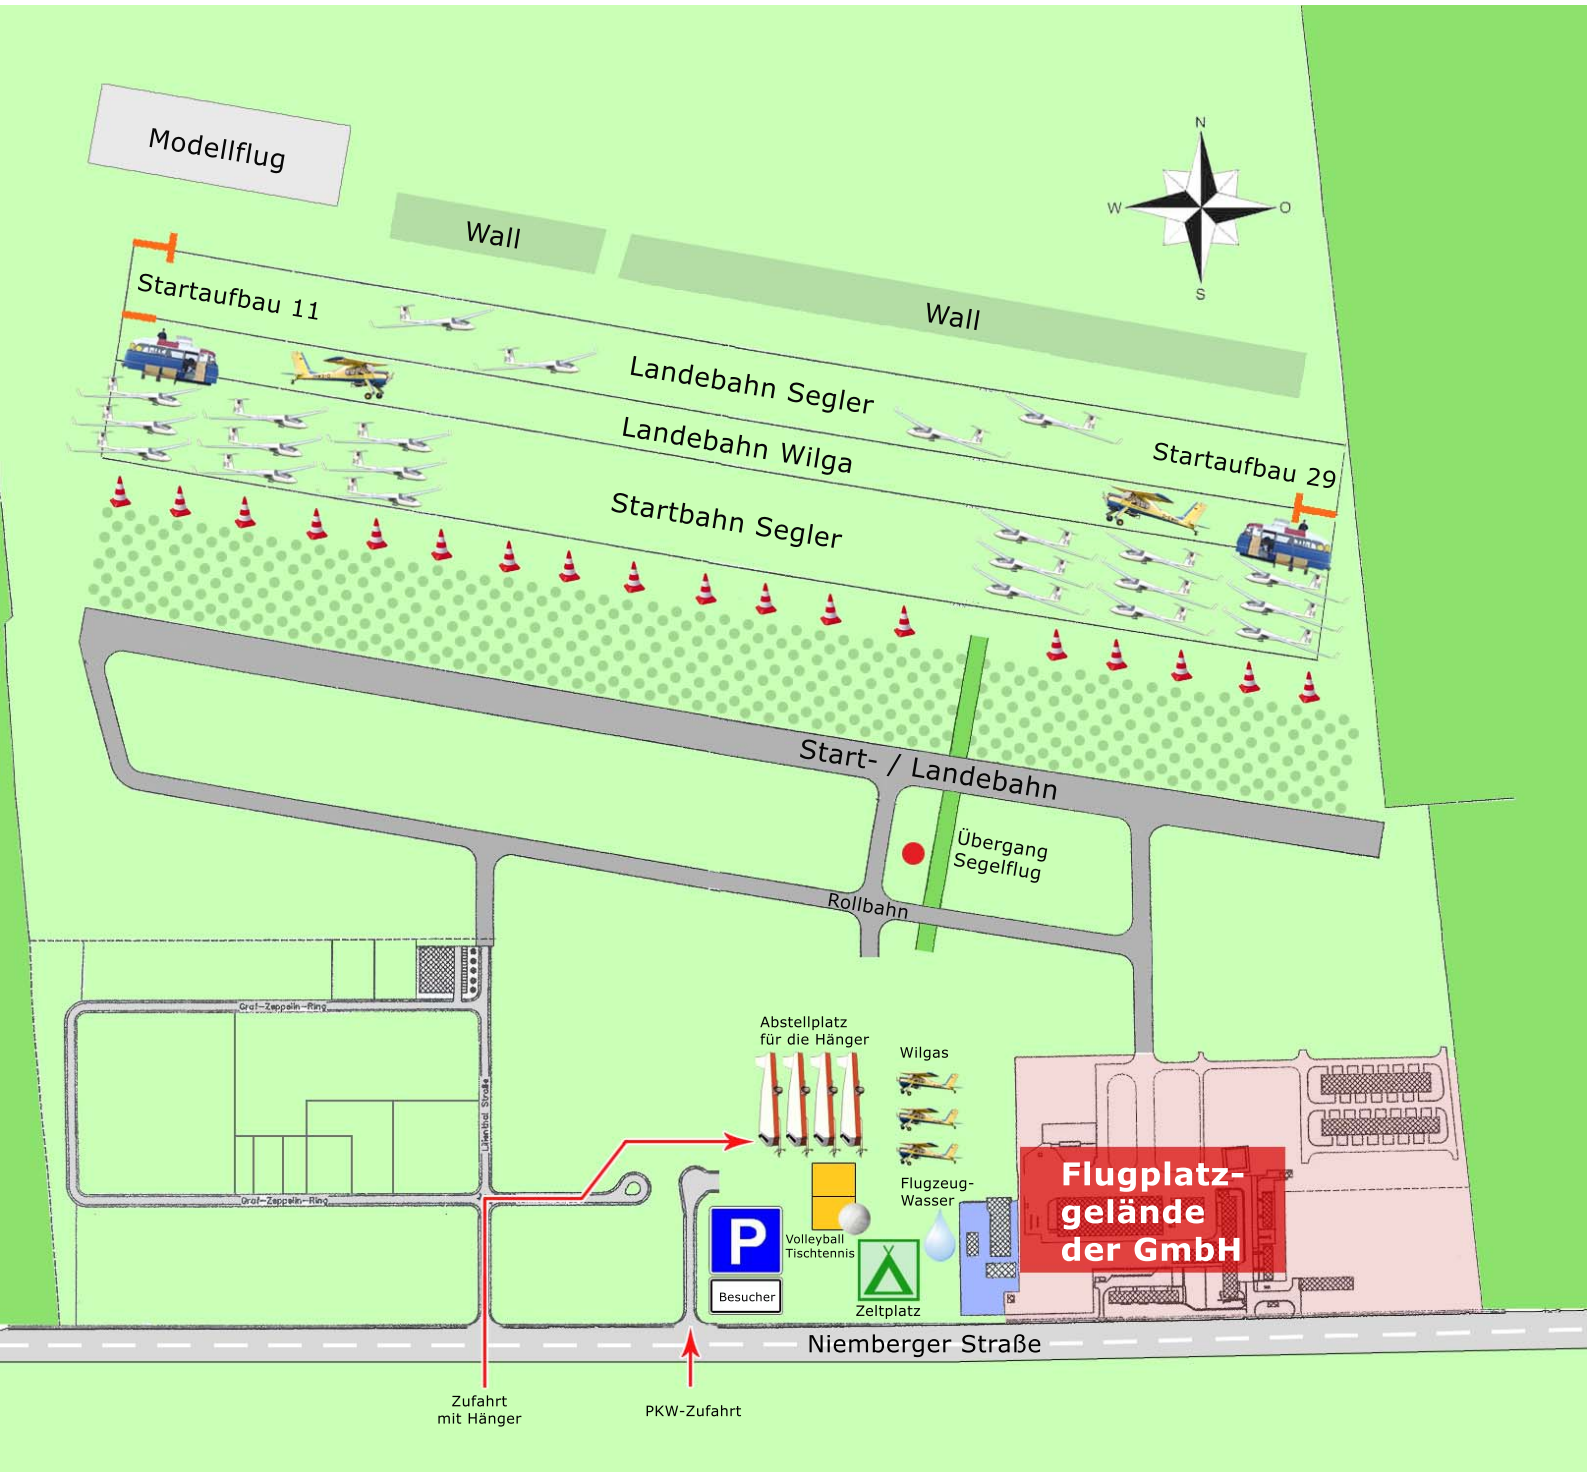 Modellflug
N
W
O
S
Wall
Wall
Startaufbau 11
Landebahn Segler
Landebahn Wilga
Startaufbau 29
Startbahn Segler
Start- / Landebahn
Übergang
Segelflug
Rollbahn
Graf-Zeppelin-Ring
Lilienthal Straße
Graf-Zeppelin-Ring
Abstellplatz
für die Hänger
Wilgas
Flugzeug-
Wasser
Flugplatz-
gelände
der GmbH
P
Besucher
Volleyball
Tischtennis
Zeltplatz
Niemberger Straße
Zufahrt
mit Hänger
PKW-Zufahrt